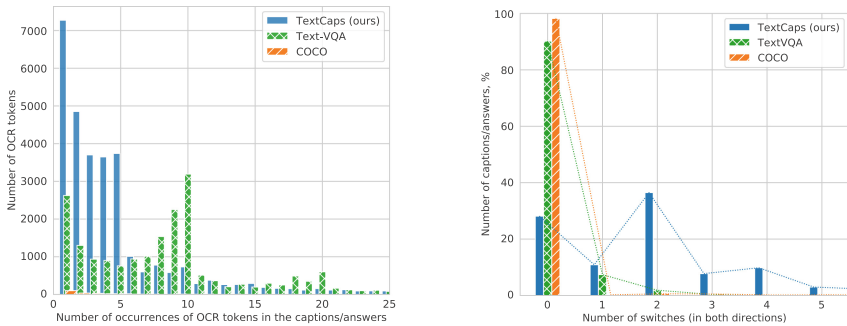 TextCaps (ours)
Text-VQA
COCO
Number of OCR tokens
7000
6000
5000
4000
3000
2000
1000
0
0 5 10 15 20 25
Number of occurrences of OCR tokens in the captions/answers
TextCaps (ours)
TextVQA
COCO
Number of captions/answers, %
100
80
60
40
20
0
0 1 2 3 4 5
Number of switches (in both directions)